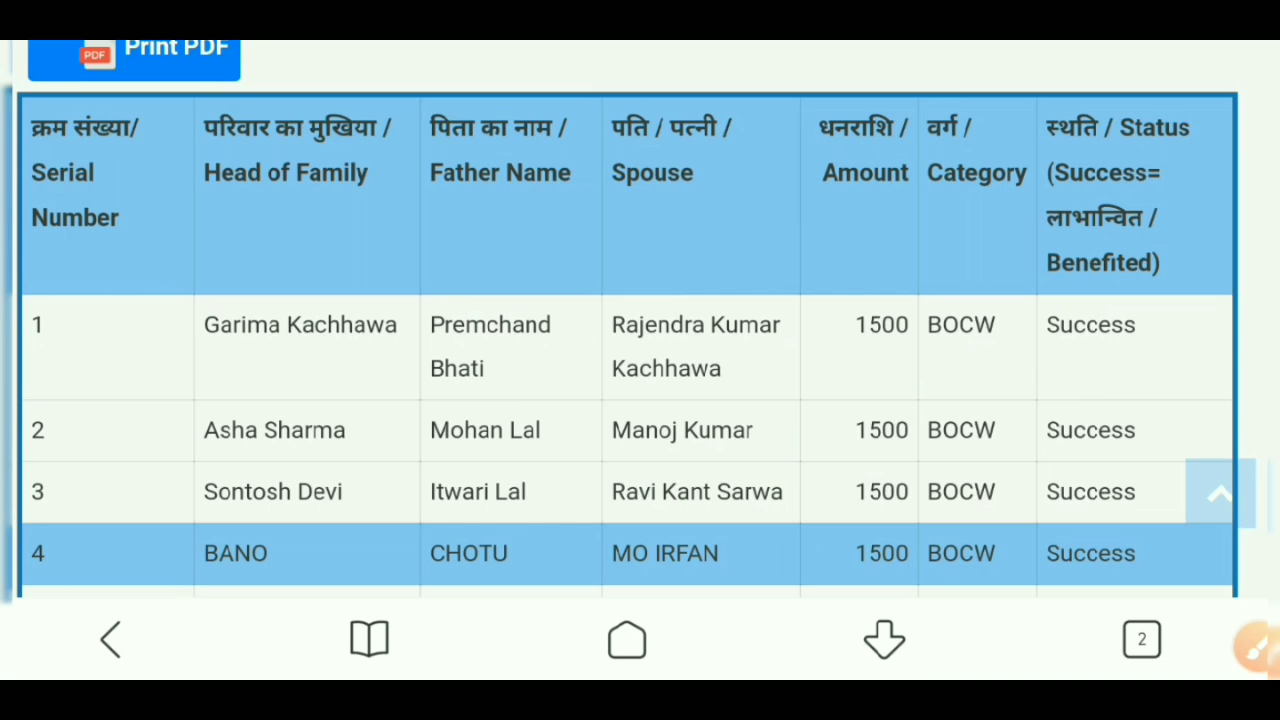 Print PDF
PDF
क्रम संख्या/ परिवार का मुखिया / पिता का नाम / पति / पत्नी / धनराशि / वर्ग / स्थति / Status
Serial Head of Family Father Name Spouse Amount Category (Success=
Number लाभान्वित /
Benefited)
1 Garima Kachhawa Premchand Rajendra Kumar 1500 BOCW Success
Bhati Kachhawa
2 Asha Sharma Mohan Lal Manoj Kumar 1500 BOCW Success
3 Sontosh Devi Itwari Lal Ravi Kant Sarwa 1500 BOCW Success
4 BANO CHOTU MO IRFAN 1500 BOCW Success
2